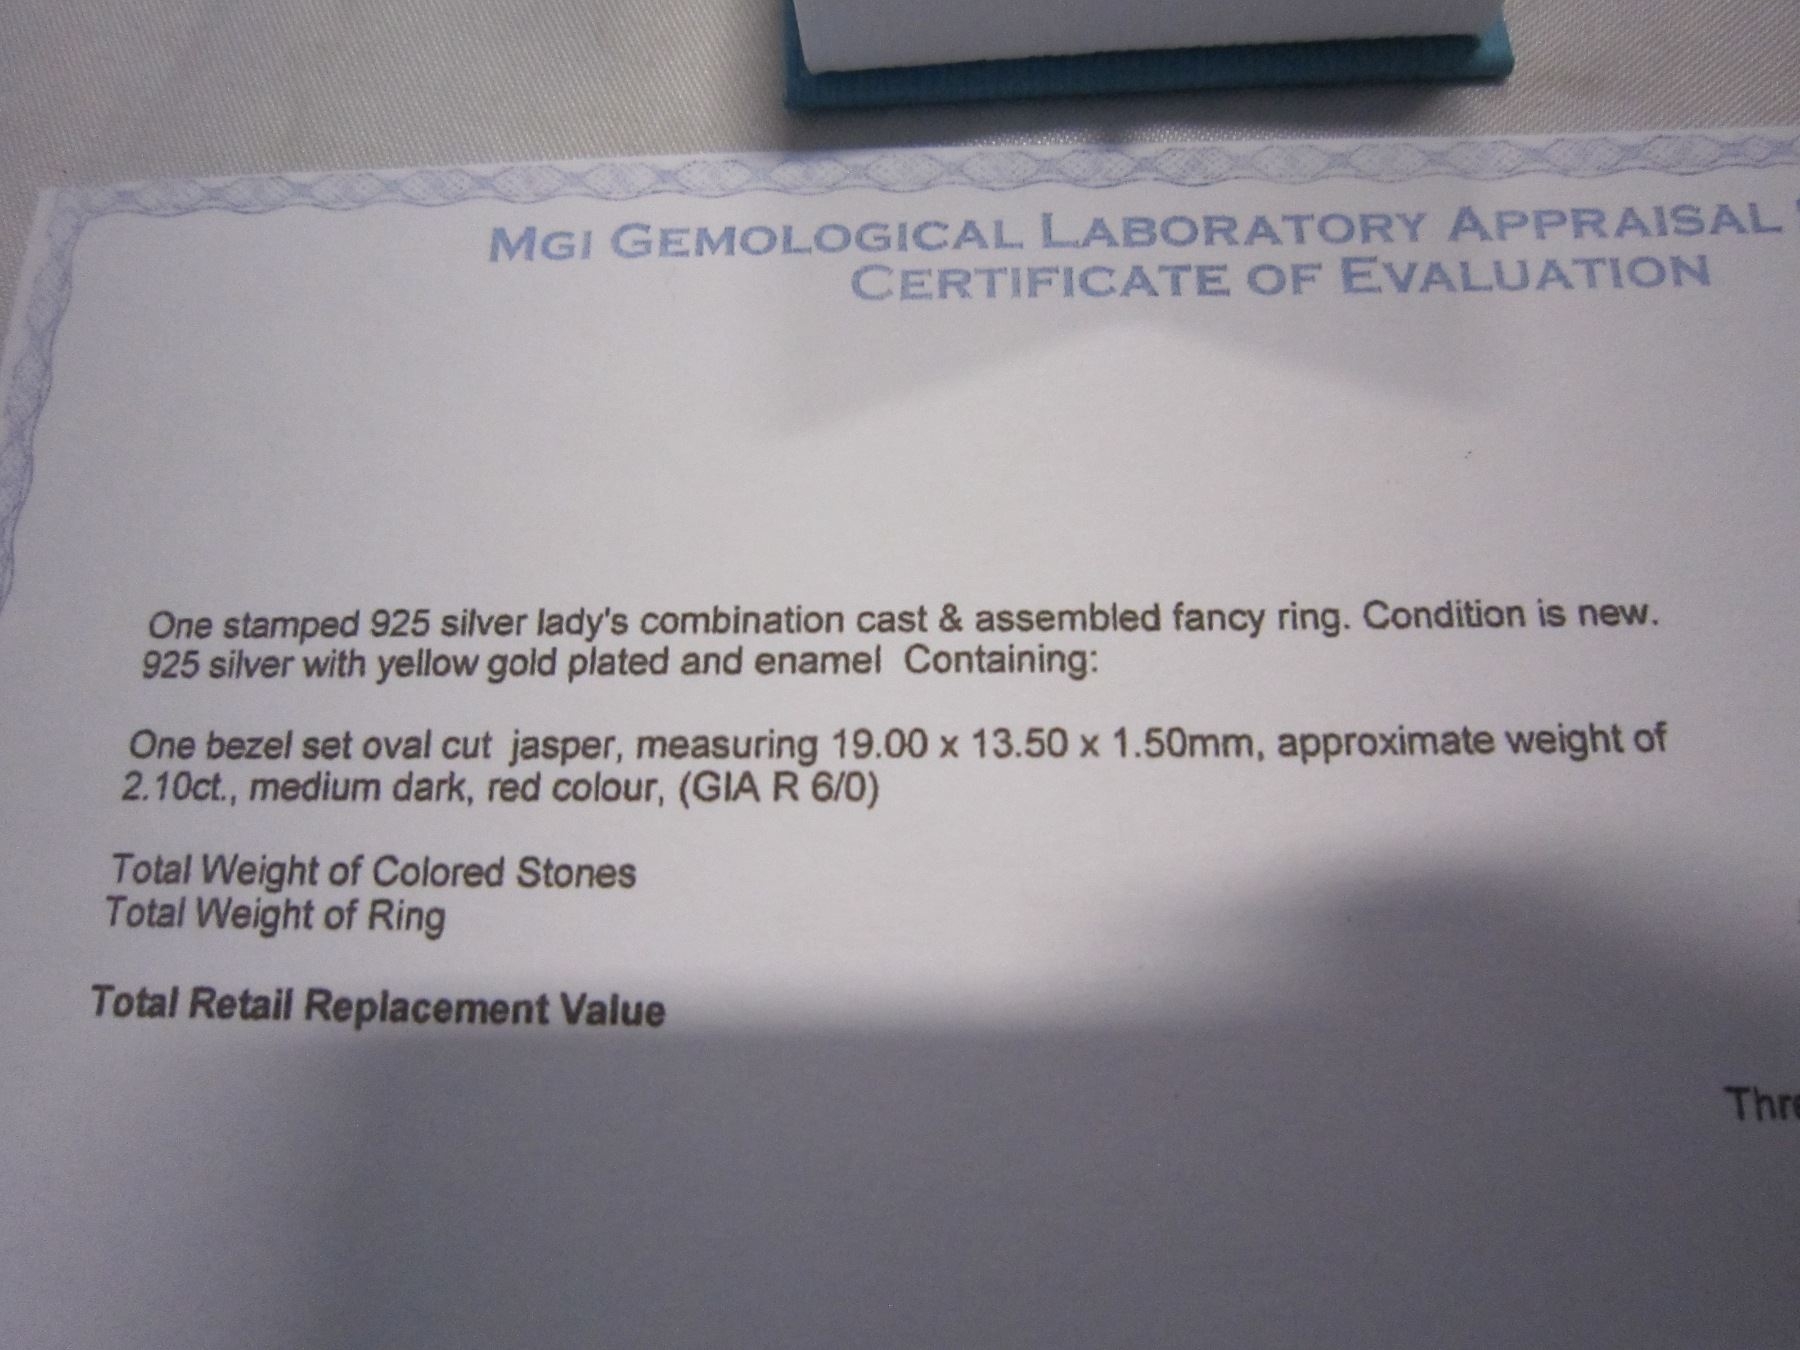 MGI GEMOLOGICAL LABORATORY APPRAISAL
CERTIFICATE OF EVALUATION
One stamped 925 silver lady's combination cast & assembled fancy ring. Condition is new.
925 silver with yellow gold plated and enamel Containing:
One bezel set oval cut jasper, measuring 19.00 x 13.50 x 1.50mm, approximate weight of
2.10ct., medium dark, red colour, (GIA R 6/0)
Total Weight of Colored Stones
Total Weight of Ring
Total Retail Replacement Value